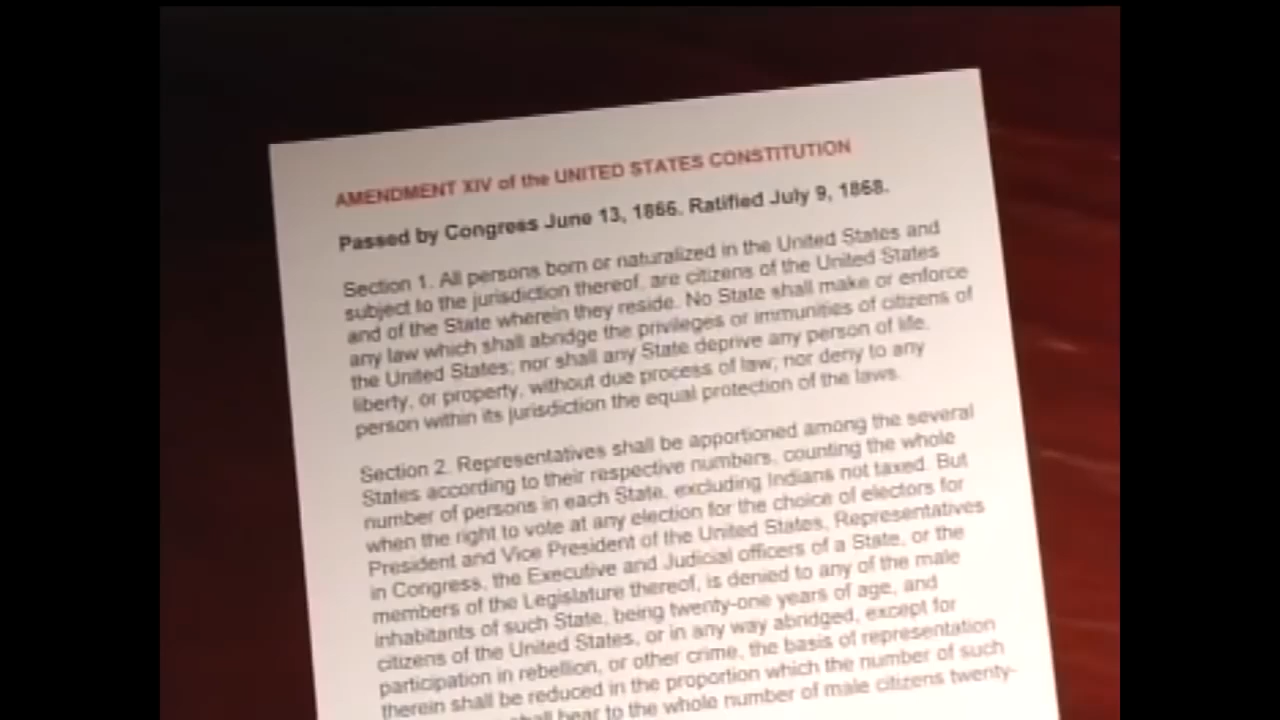 AMENDMENT XIV of the UNITED STATES CONSTITUTION
Passed by Congress June 13, 1866. Ratified July 9, 1868.
Section 1. All persons born or naturalized in the United States and
subject to the jurisdiction thereof, are citizens of the United States
and of the State wherein they reside. No State shall make or enforce
any law which shall abridge the privileges or immunities of citizens of
the United States; nor shall any State deprive any person of life,
liberty, or property, without due process of law; nor deny to any
person within its jurisdiction the equal protection of the laws.
Section 2. Representatives shall be apportioned among the several
States according to their respective numbers, counting the whole
number of persons in each State, excluding Indians not taxed. But
when the right to vote at any election for the choice of electors for
President and Vice President of the United States, Representatives
in Congress, the Executive and Judicial officers of a State, or the
members of the Legislature thereof, is denied to any of the male
inhabitants of such State, being twenty-one years of age, and
citizens of the United States, or in any way abridged, except for
participation in rebellion, or other crime, the basis of representation
therein shall be reduced in the proportion which the number of such
shall bear to the whole number of male citizens twenty-